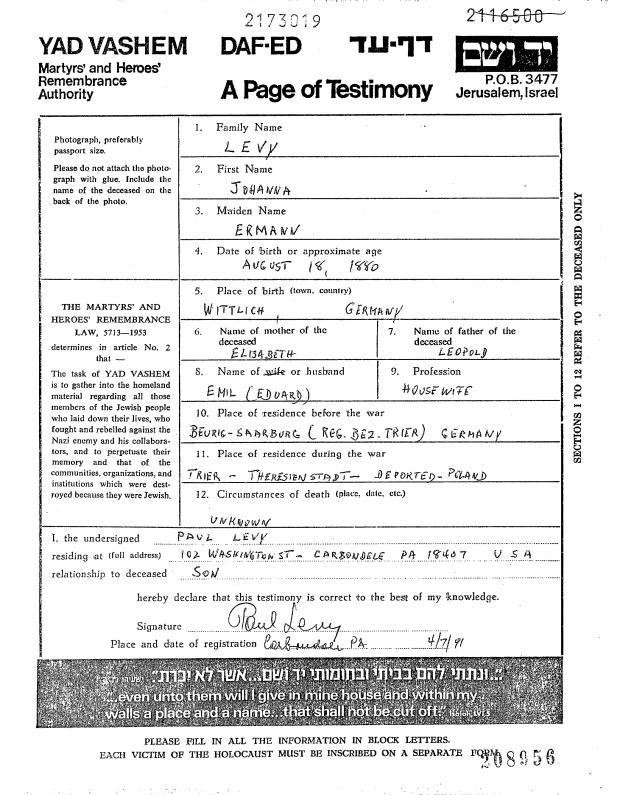 2173019
2116500
YAD VASHEM DAF-ED דף-עד יד ושם
Martyrs' and Heroes'
Remembrance
Authority
A Page of Testimony
P.O.B. 3477
Jerusalem, Israel
Photograph, preferably
passport size.
Please do not attach the photo-
graph with glue. Include the
name of the deceased on the
back of the photo.
THE MARTYRS' AND
HEROES' REMEMBRANCE
LAW, 5713—1953
determines in article No. 2
that —
The task of YAD VASHEM
is to gather into the homeland
material regarding all those
members of the Jewish people
who laid down their lives, who
fought and rebelled against the
Nazi enemy and his collabora-
tors, and to perpetuate their
memory and that of the
communities, organizations, and
institutions which were dest-
royed because they were Jewish.
1. Family Name
LEVY
2. First Name
JOHANNA
3. Maiden Name
ERMANN
4. Date of birth or approximate age
AUGUST 18, 1880
5. Place of birth (town, country)
WITTLICH GERMANY
6. Name of mother of the
deceased
ELISABETH
7. Name of father of the
deceased
LEOPOLD
8. Name of wife or husband
EMIL (EDUARD)
9. Profession
HOUSEWIFE
10. Place of residence before the war
BEURIG-SAARBURG (REG. BEZ. TRIER) GERMANY
11. Place of residence during the war
TRIER - THERESIENSTADT - DEPORTED - POLAND
12. Circumstances of death (place, date, etc.)
UNKNOWN
SECTIONS 1 TO 12 REFER TO THE DECEASED ONLY
I, the undersigned PAUL LEVY
residing at (full address) 102 WASHINGTON ST - CARBONDELE PA 18407 USA
relationship to deceased SON
hereby declare that this testimony is correct to the best of my knowledge.
Signature Paul Levy
Place and date of registration Carbondale PA 4/7/91
"...ונתתי להם בביתי ובחומותי יד ושם... אשר לא יכרת"
"...even unto them will I give in mine house and within my
walls a place and a name...that shall not be cut off."
PLEASE FILL IN ALL THE INFORMATION IN BLOCK LETTERS.
EACH VICTIM OF THE HOLOCAUST MUST BE INSCRIBED ON A SEPARATE FORM
208956